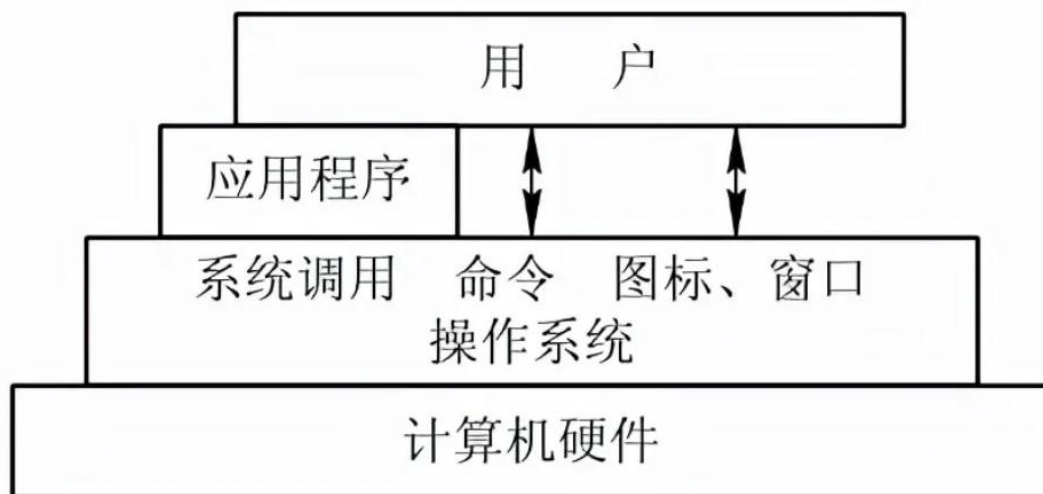 用户
应用程序
系统调用 命令 图标、窗口
操作系统
计算机硬件